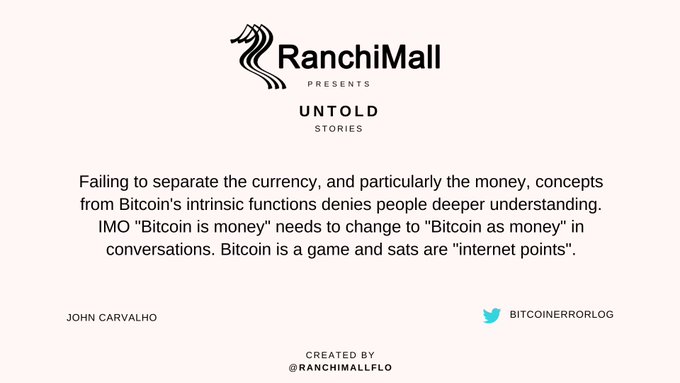 RanchiMall
PRESENTS
UNTOLD
STORIES
Failing to separate the currency, and particularly the money, concepts
from Bitcoin's intrinsic functions denies people deeper understanding.
IMO "Bitcoin is money" needs to change to "Bitcoin as money" in
conversations. Bitcoin is a game and sats are "internet points".
JOHN CARVALHO
BITCOINERRORLOG
CREATED BY
@RANCHIMALLFLO